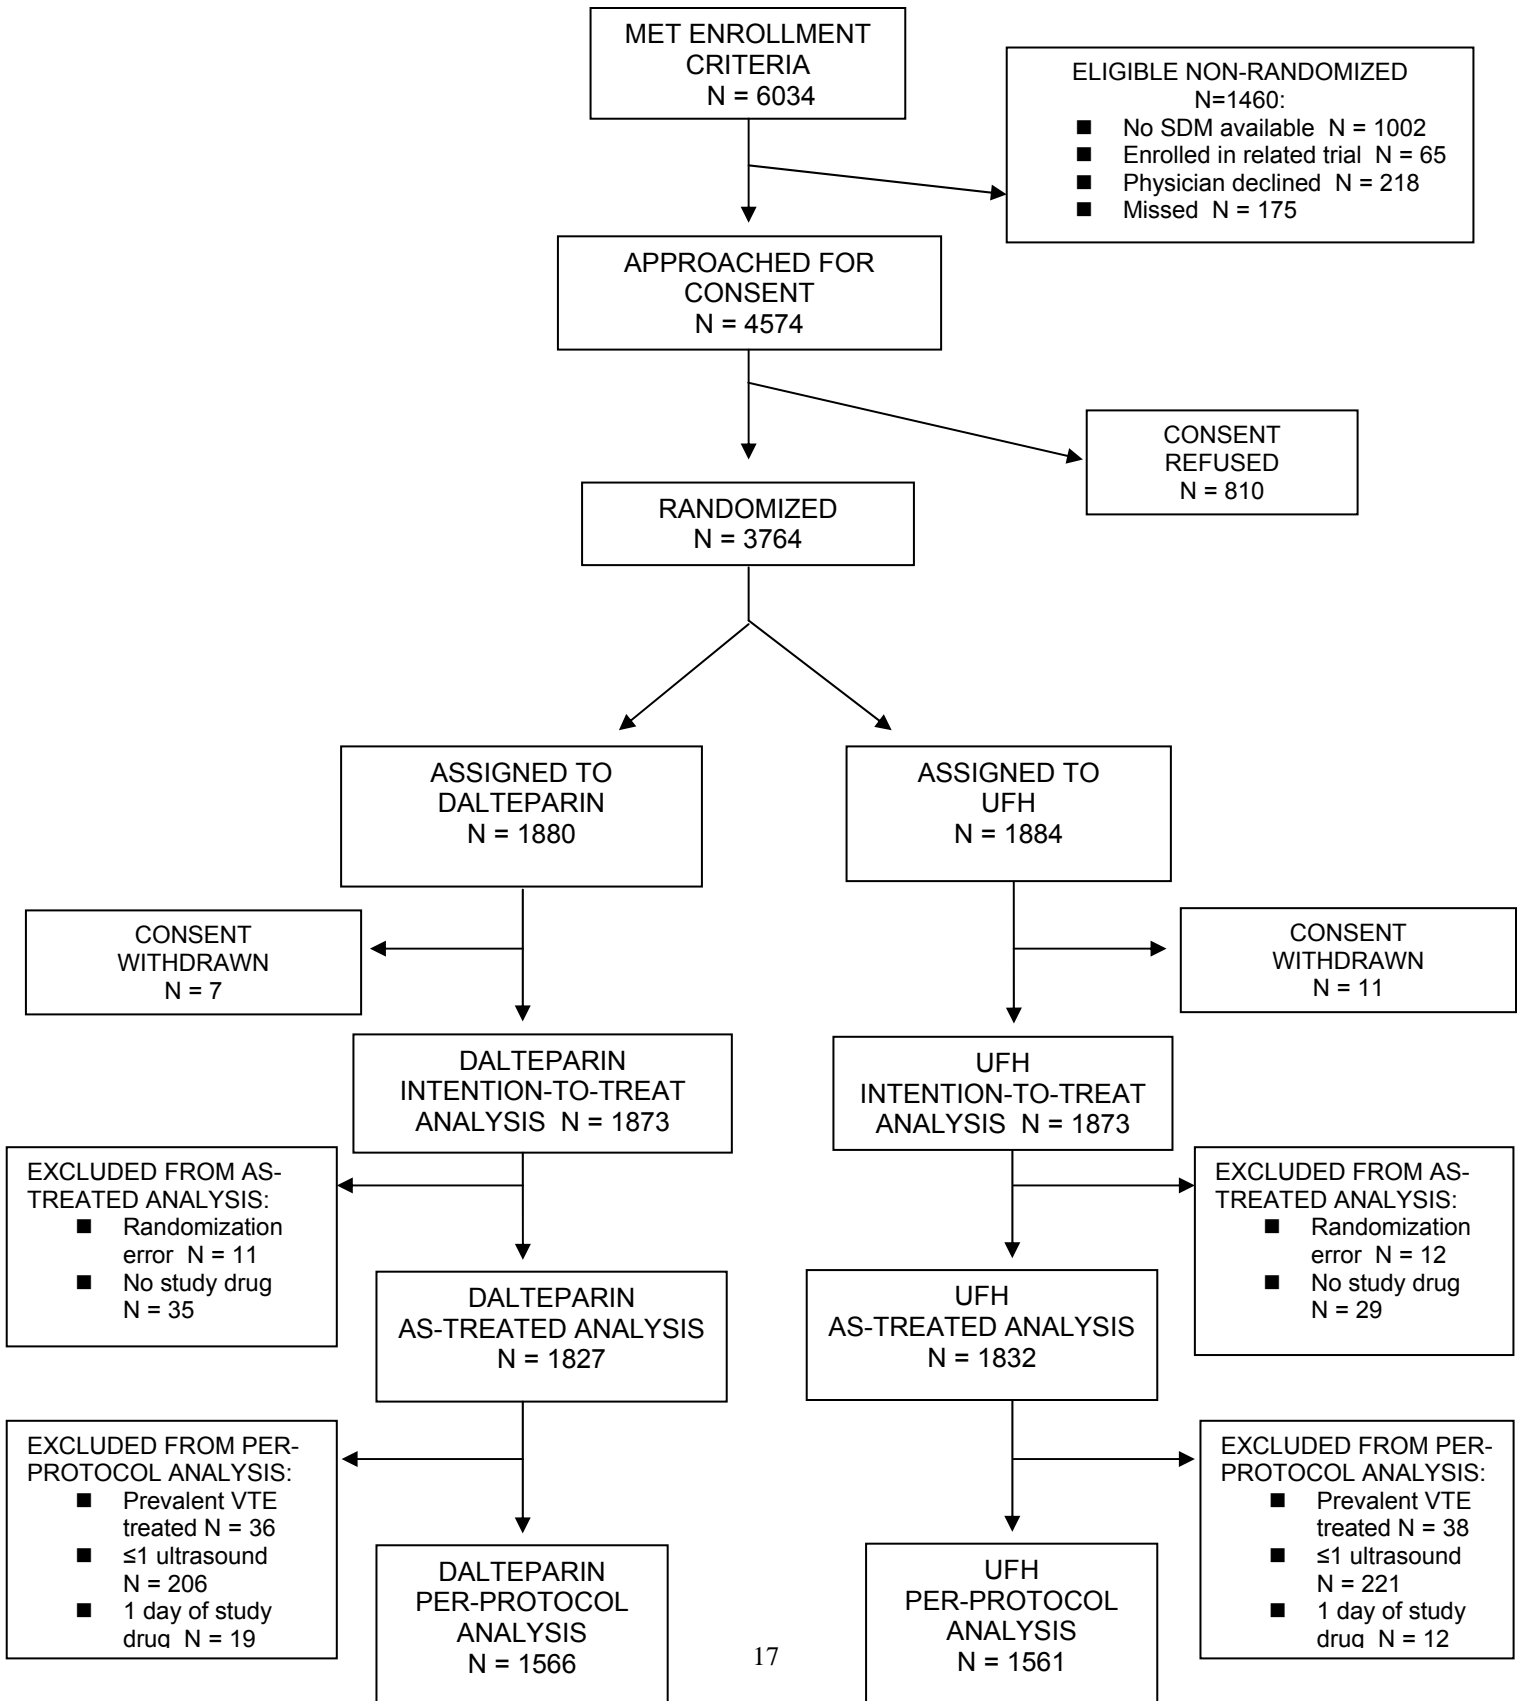 MET ENROLLMENT
CRITERIA
N = 6034
ELIGIBLE NON-RANDOMIZED
N=1460:
■ No SDM available N = 1002
■ Enrolled in related trial N = 65
■ Physician declined N = 218
■ Missed N = 175
APPROACHED FOR
CONSENT
N = 4574
CONSENT
REFUSED
N = 810
RANDOMIZED
N = 3764
ASSIGNED TO
DALTEPARIN
N = 1880
ASSIGNED TO
UFH
N = 1884
CONSENT
WITHDRAWN
N = 7
CONSENT
WITHDRAWN
N = 11
DALTEPARIN
INTENTION-TO-TREAT
ANALYSIS N = 1873
UFH
INTENTION-TO-TREAT
ANALYSIS N = 1873
EXCLUDED FROM AS-
TREATED ANALYSIS:
■ Randomization
error N = 11
■ No study drug
N = 35
EXCLUDED FROM AS-
TREATED ANALYSIS:
■ Randomization
error N = 12
■ No study drug
N = 29
DALTEPARIN
AS-TREATED ANALYSIS
N = 1827
UFH
AS-TREATED ANALYSIS
N = 1832
EXCLUDED FROM PER-
PROTOCOL ANALYSIS:
■ Prevalent VTE
treated N = 36
■ ≤1 ultrasound
N = 206
■ 1 day of study
drug N = 19
EXCLUDED FROM PER-
PROTOCOL ANALYSIS:
■ Prevalent VTE
treated N = 38
■ ≤1 ultrasound
N = 221
■ 1 day of study
drug N = 12
DALTEPARIN
PER-PROTOCOL
ANALYSIS
N = 1566
UFH
PER-PROTOCOL
ANALYSIS
N = 1561
17